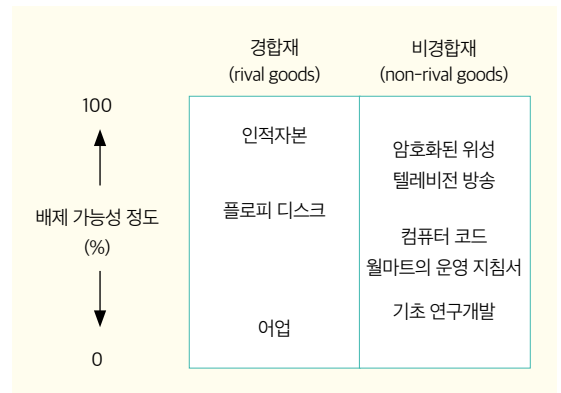 경합재
(rival goods)
비경합재
(non-rival goods)
100
배제 가능성 정도
(%)
0
인적자본
플로피 디스크
어업
암호화된 위성
텔레비전 방송
컴퓨터 코드
월마트의 운영 지침서
기초 연구개발